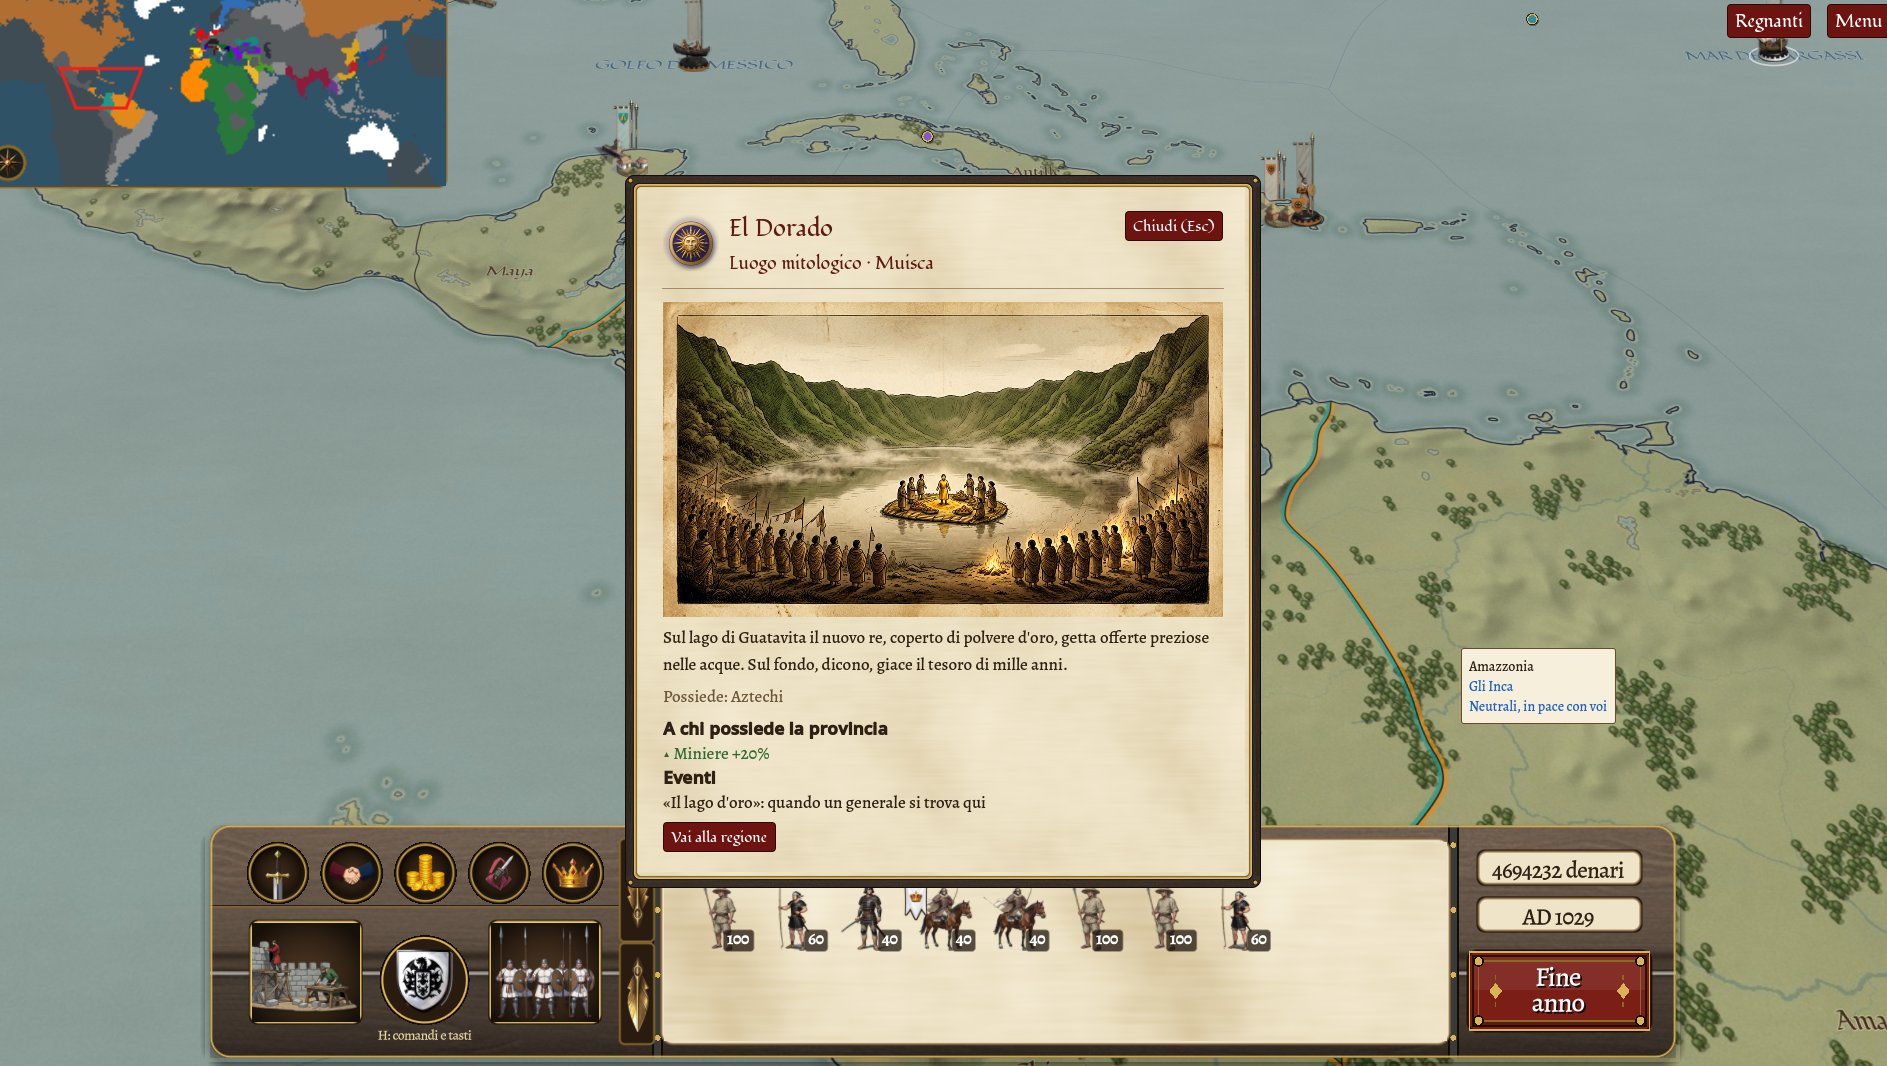 Regnanti
Menu
GOLFO D MESSICO
Maya
El Dorado
Luogo mitologico · Muisca
Chiudi (Esc)
Sul lago di Guatavita il nuovo re, coperto di polvere d'oro, getta offerte preziose
nelle acque. Sul fondo, dicono, giace il tesoro di mille anni.
Possiede: Aztechi
A chi possiede la provincia
Miniere +20%
Eventi
«Il lago d'oro»: quando un generale si trova qui
Vai alla regione
Amazzonia
Gli Inca
Neutrali, in pace con voi
100
60
40
40
40
100
100
60
H: comandi e tasti
4694232 denari
AD 1029
Fine
anno
Ama